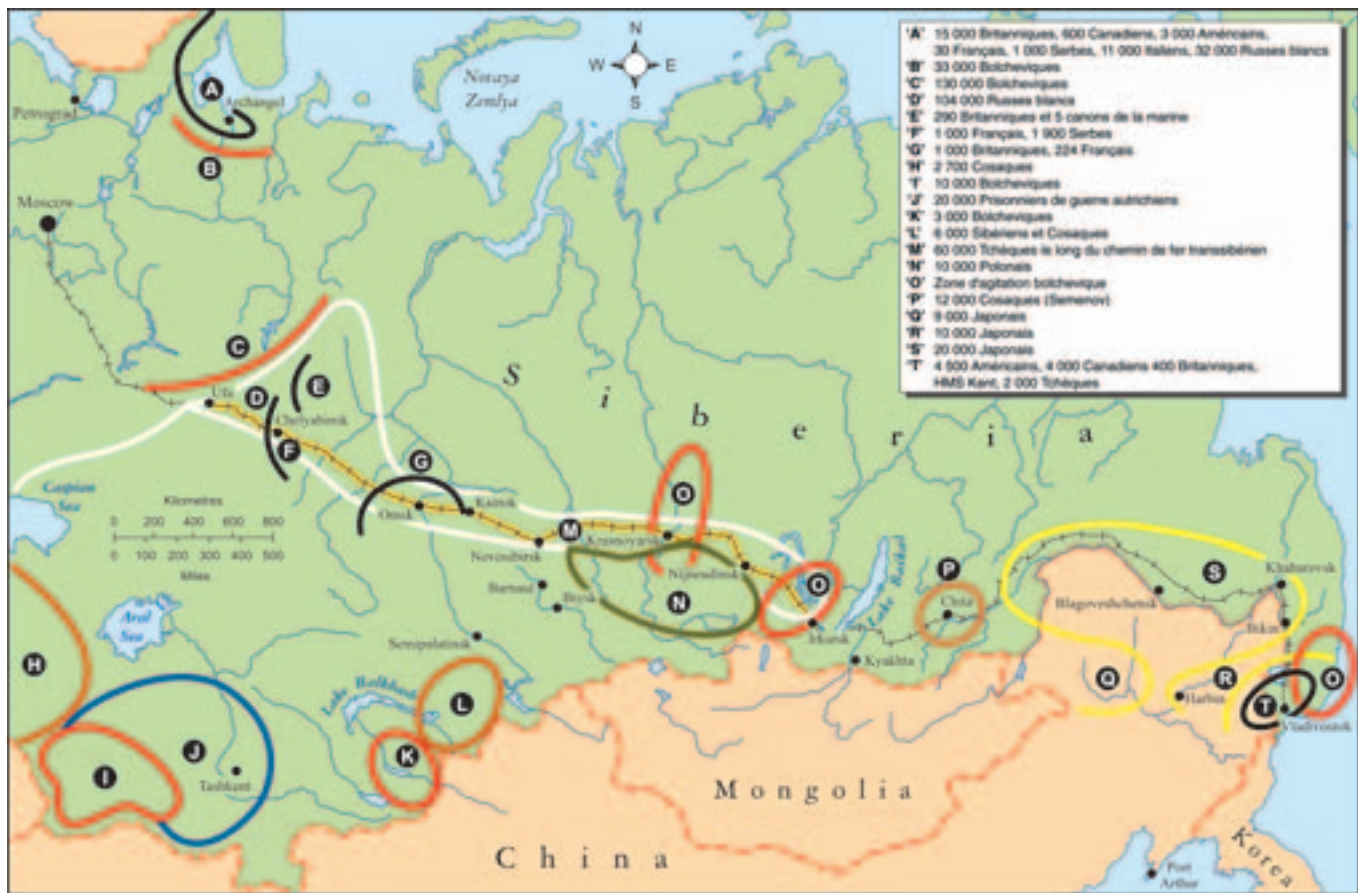 'A' 15 000 Britanniques, 600 Canadiens, 3 000 Américains,
30 Français, 1 000 Serbes, 11 000 Italiens, 32 000 Russes blancs
'B' 33 000 Bolcheviques
'C' 130 000 Bolcheviques
'D' 104 000 Russes blancs
'E' 290 Britanniques et 5 canons de la marine
'F' 1 000 Français, 1 900 Serbes
'G' 1 000 Britanniques, 224 Français
'H' 2 700 Cosaques
'I' 10 000 Bolcheviques
'J' 20 000 Prisonniers de guerre autrichiens
'K' 3 000 Bolcheviques
'L' 6 000 Sibériens et Cosaques
'M' 60 000 Tchèques le long du chemin de fer transsibérien
'N' 10 000 Polonais
'O' Zone d'agitation bolchevique
'P' 12 000 Cosaques (Semenov)
'Q' 9 000 Japonais
'R' 10 000 Japonais
'S' 20 000 Japonais
'T' 4 500 Américains, 4 000 Canadiens 400 Britanniques,
HMS Kent, 2 000 Tchèques
N
W E
S
Novaya
Zemlya
A
Archangel
Petrograd
B
Moscow
C
Ufa
D
E
Chelyabinsk
F
G
Omsk
Kainsk
Siberia
O
M
Krasnoyarsk
Novosibirsk
Nijneudinsk
N
Barnaul
Biysk
O
Irkutsk
Lake Baikal
P
Chita
Kyakhta
S
Khabarovsk
Blagoveshchensk
Bikin
Q
R
Harbin
T
O
Vladivostok
Caspian
Sea
Kilometres
0 200 400 600 800
0 100 200 300 400 500
Miles
Aral
Sea
Semipalatinsk
Lake Balkhash
H
L
K
J
I
Tashkent
Mongolia
China
Korea
Port
Arthur